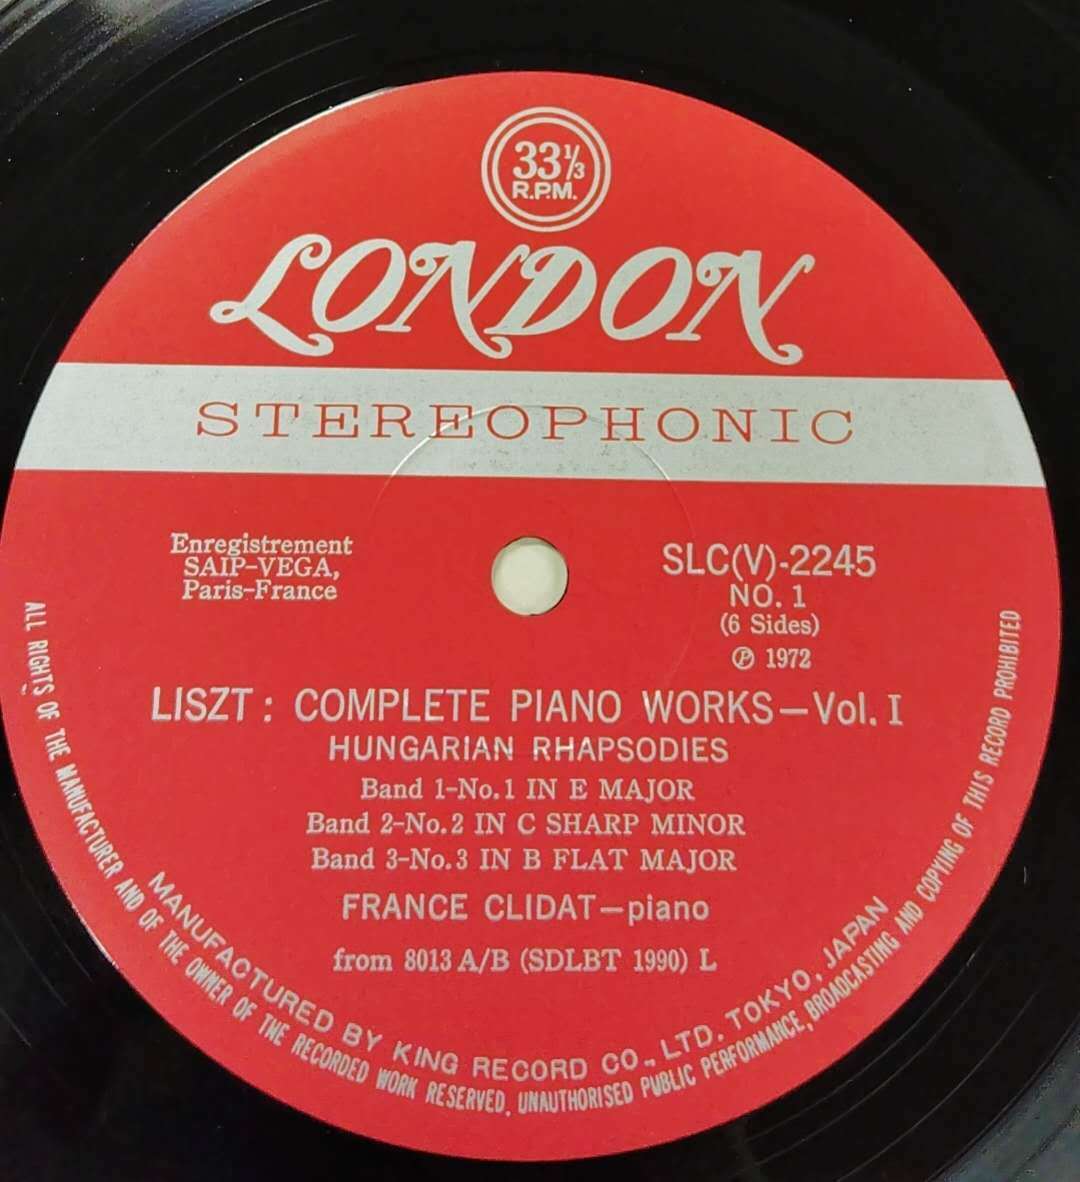 33⅓
R.P.M.
LONDON
STEREOPHONIC
Enregistrement
SAIP-VEGA,
Paris-France
SLC(V)-2245
NO. 1
(6 Sides)
℗ 1972
LISZT : COMPLETE PIANO WORKS—Vol. I
HUNGARIAN RHAPSODIES
Band 1-No. 1 IN E MAJOR
Band 2-No. 2 IN C SHARP MINOR
Band 3-No. 3 IN B FLAT MAJOR
FRANCE CLIDAT—piano
from 8013 A/B (SDLBT 1990) L
MANUFACTURED BY KING RECORD CO., LTD. TOKYO, JAPAN
ALL RIGHTS OF THE MANUFACTURER AND OF THE OWNER OF THE RECORDED WORK RESERVED. UNAUTHORISED PUBLIC PERFORMANCE, BROADCASTING AND COPYING OF THIS RECORD PROHIBITED